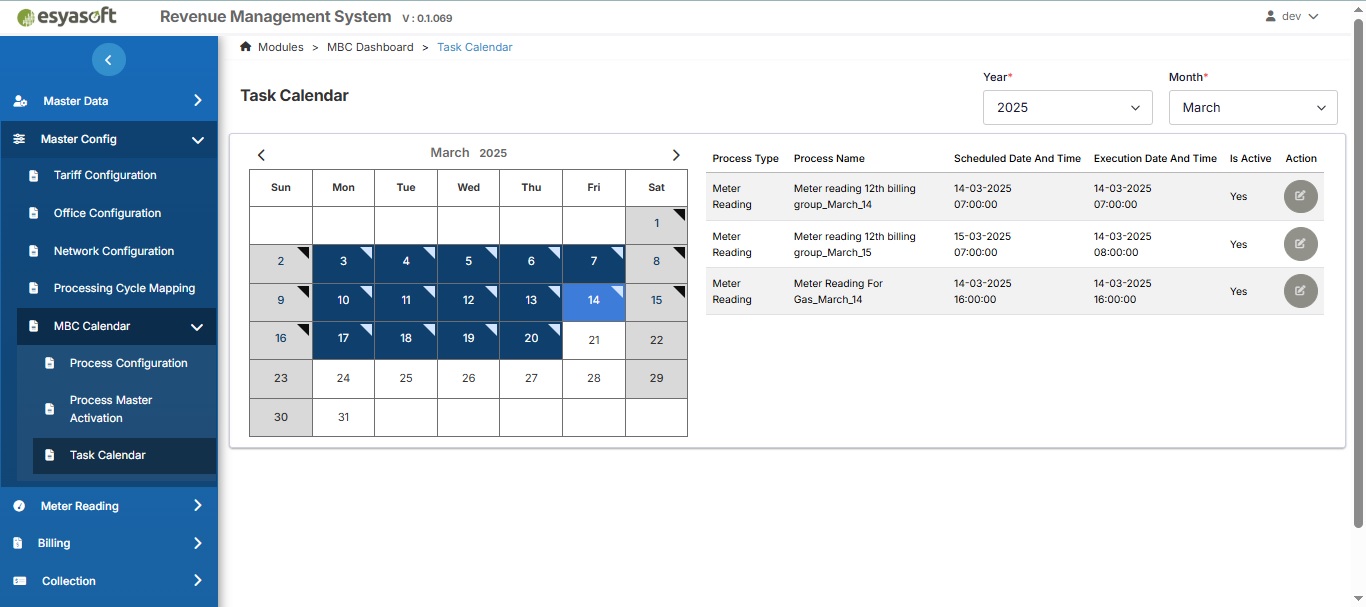 esyasoft
Revenue Management System V : 0.1.069
dev
Modules > MBC Dashboard > Task Calendar
Master Data
Master Config
Tariff Configuration
Office Configuration
Network Configuration
Processing Cycle Mapping
MBC Calendar
Process Configuration
Process Master
Activation
Task Calendar
Meter Reading
Billing
Collection
Task Calendar
Year*
2025
Month*
March
March 2025
Sun Mon Tue Wed Thu Fri Sat
1
2 3 4 5 6 7 8
9 10 11 12 13 14 15
16 17 18 19 20 21 22
23 24 25 26 27 28 29
30 31
Process Type Process Name Scheduled Date And Time Execution Date And Time Is Active Action
Meter Meter reading 12th billing 14-03-2025 14-03-2025
Reading group_March_14 07:00:00 07:00:00 Yes
Meter Meter reading 12th billing 15-03-2025 14-03-2025
Reading group_March_15 07:00:00 08:00:00 Yes
Meter Meter Reading For 14-03-2025 14-03-2025
Reading Gas_March_14 16:00:00 16:00:00 Yes